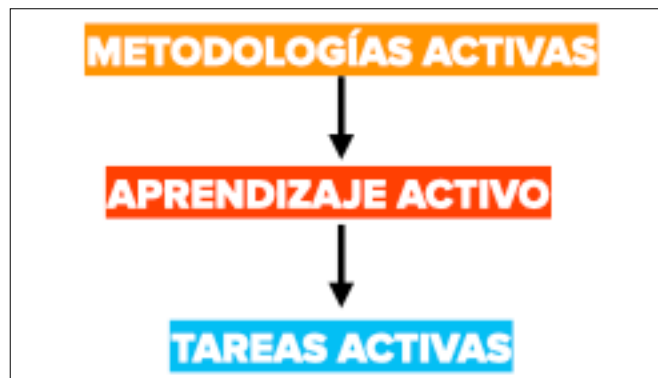 METODOLOGÍAS ACTIVAS
APRENDIZAJE ACTIVO
TAREAS ACTIVAS